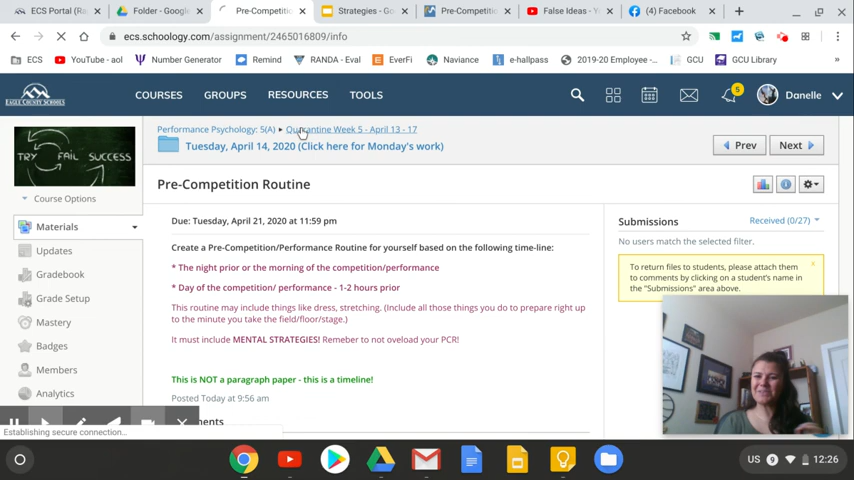 ECS Portal (Ra
Folder - Google
Pre-Competitio
Strategies - Go
Pre-Competitio
False Ideas - Yo
(4) Facebook
ecs.schoology.com/assignment/2465016809/info
ECS
YouTube - aol
Number Generator
Remind
RANDA - Eval
EverFi
Naviance
e-hallpass
2019-20 Employee -...
GCU
GCU Library
»
EAGLE COUNTY SCHOOLS
COURSES
GROUPS
RESOURCES
TOOLS
5
Danelle
Performance Psychology: 5(A)
Quarantine Week 5 - April 13 - 17
Tuesday, April 14, 2020 (Click here for Monday's work)
Prev
Next
TRY FAIL SUCCESS
Course Options
Materials
Updates
Gradebook
Grade Setup
Mastery
Badges
Members
Analytics
Pre-Competition Routine
Due: Tuesday, April 21, 2020 at 11:59 pm
Create a Pre-Competition/Performance Routine for yourself based on the following time-line:
* The night prior or the morning of the competition/performance
* Day of the competition/ performance - 1-2 hours prior
This routine may include things like dress, stretching. (Include all those things you do to prepare right up
to the minute you take the field/floor/stage.)
It must include MENTAL STRATEGIES! Remeber to not oveload your PCR!
This is NOT a paragraph paper - this is a timeline!
Posted Today at 9:56 am
Submissions
Received (0/27)
No users match the selected filter.
To return files to students, please attach them
to comments by clicking on a student's name in
the "Submissions" area above.
Establishing secure connection...
US
9
12:26